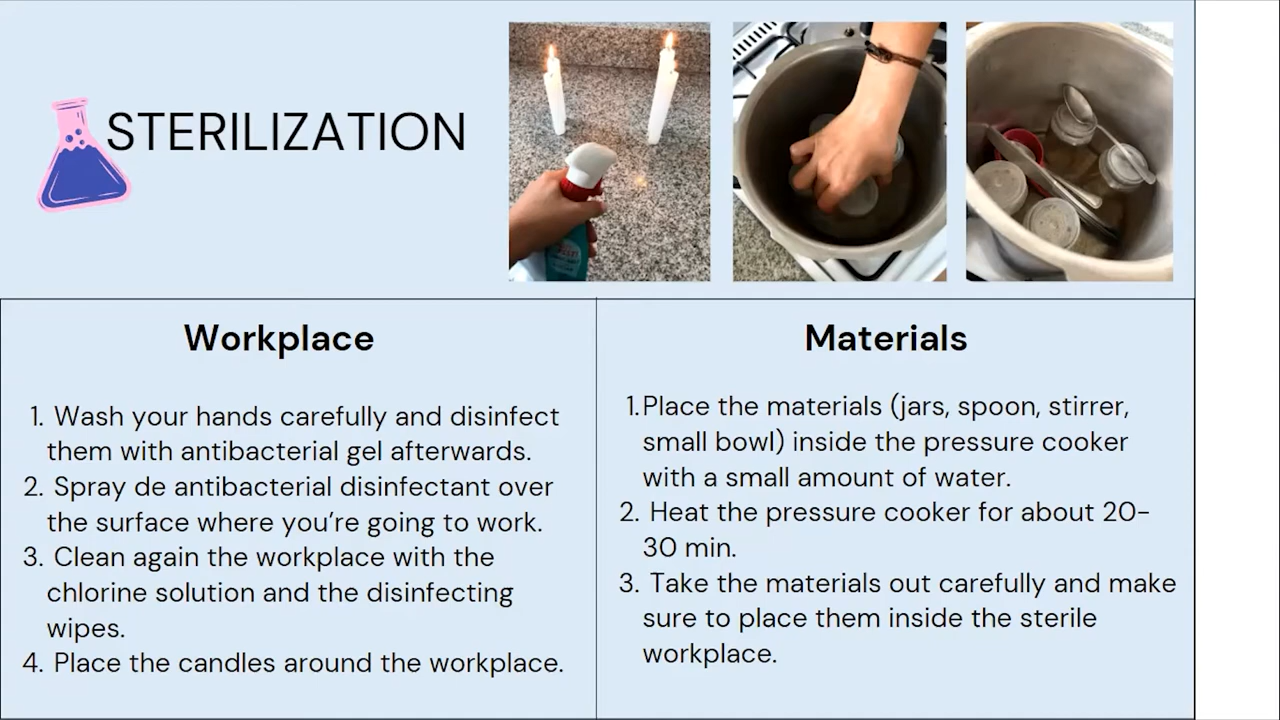 STERILIZATION
Workplace
1. Wash your hands carefully and disinfect
them with antibacterial gel afterwards.
2. Spray de antibacterial disinfectant over
the surface where you’re going to work.
3. Clean again the workplace with the
chlorine solution and the disinfecting
wipes.
4. Place the candles around the workplace.
Materials
1. Place the materials (jars, spoon, stirrer,
small bowl) inside the pressure cooker
with a small amount of water.
2. Heat the pressure cooker for about 20-
30 min.
3. Take the materials out carefully and make
sure to place them inside the sterile
workplace.